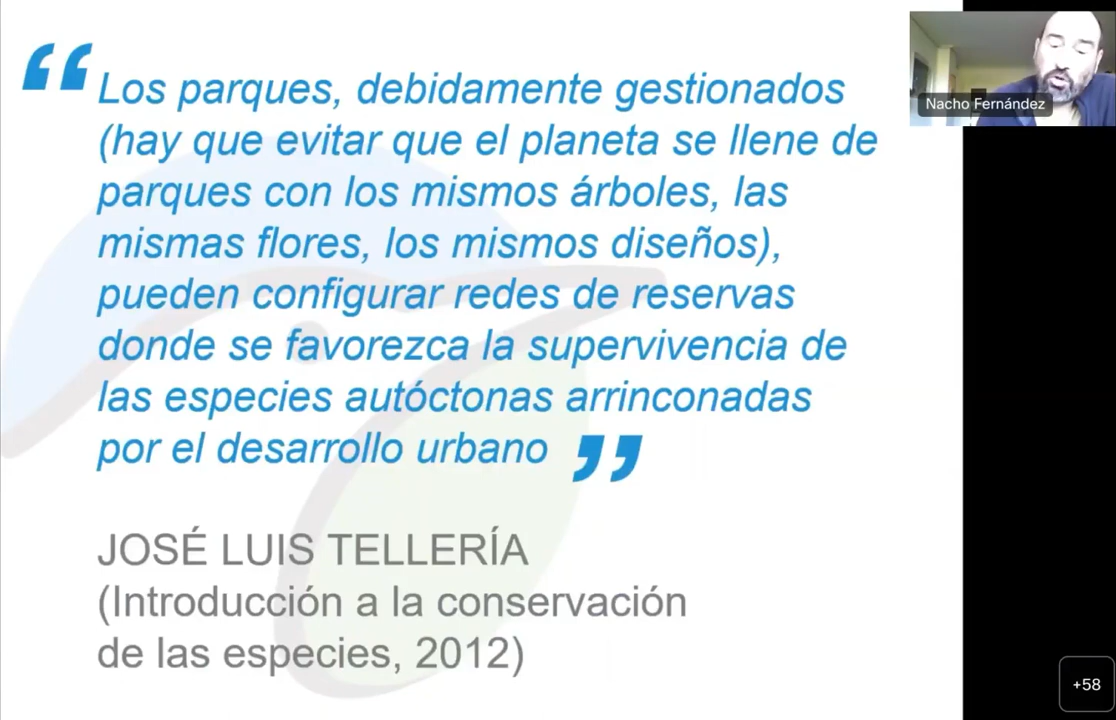 “Los parques, debidamente gestionados
(hay que evitar que el planeta se llene de
parques con los mismos árboles, las
mismas flores, los mismos diseños),
pueden configurar redes de reservas
donde se favorezca la supervivencia de
las especies autóctonas arrinconadas
por el desarrollo urbano”
JOSÉ LUIS TELLERÍA
(Introducción a la conservación
de las especies, 2012)
Nacho Fernández
+58